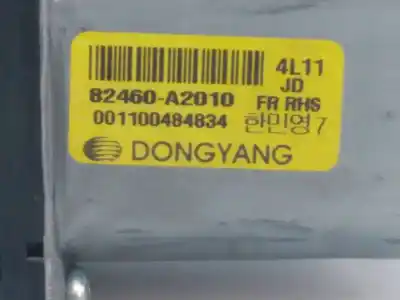 4L11
JD
82460-A2010 FR RHS
001100484834 한민영7
DONGYANG